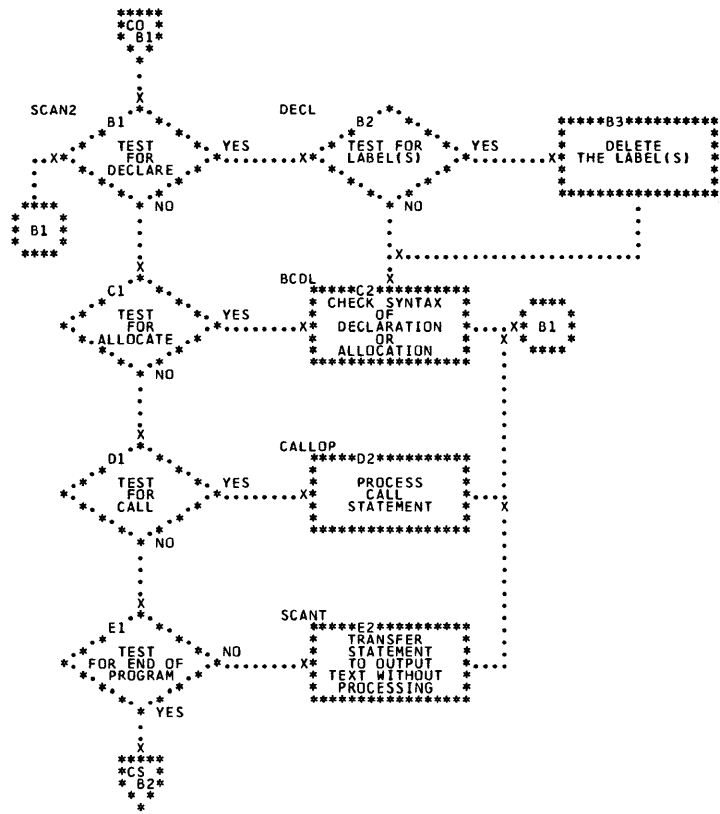 CO
B1
SCAN2
B1
TEST
FOR
DECLARE
YES
NO
DECL
B2
TEST FOR
LABEL(S)
YES
NO
B3
DELETE
THE LABEL(S)
B1
C1
TEST
FOR
ALLOCATE
YES
NO
BCDL
C2
CHECK SYNTAX
OF
DECLARATION
OR
ALLOCATION
B1
D1
TEST
FOR
CALL
YES
NO
CALLOP
D2
PROCESS
CALL
STATEMENT
E1
TEST
FOR END OF
PROGRAM
NO
YES
SCANT
E2
TRANSFER
STATEMENT
TO OUTPUT
TEXT WITHOUT
PROCESSING
CS
B2